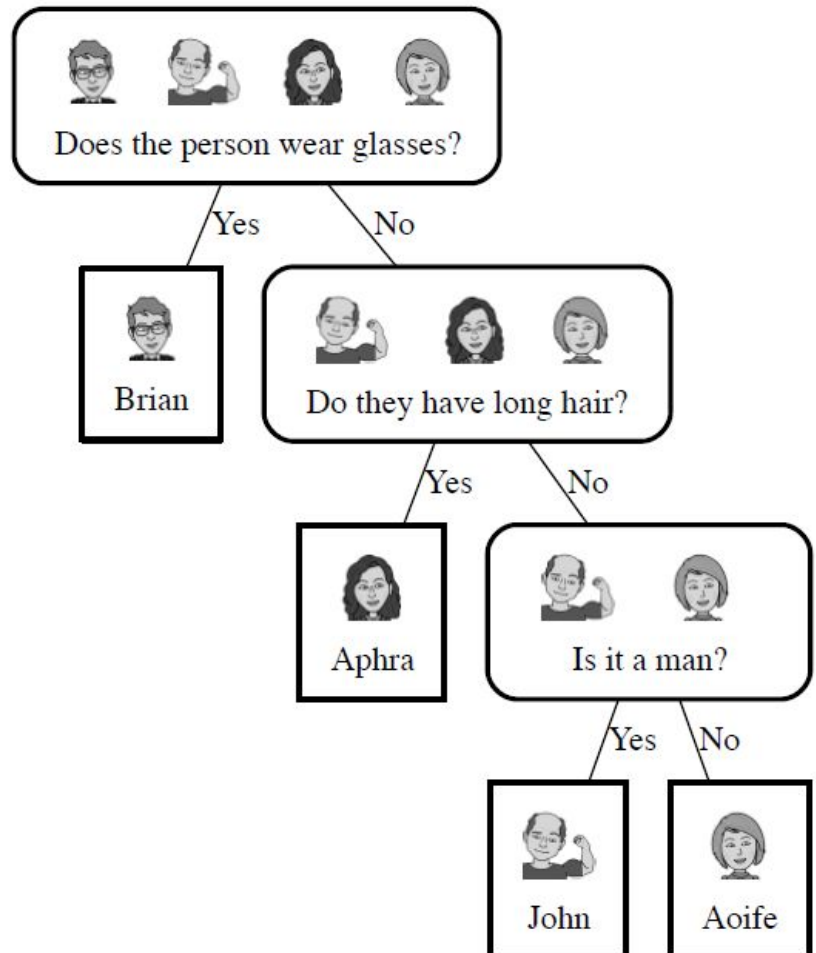 Does the person wear glasses?
Yes
No
Brian
Do they have long hair?
Yes
No
Aphra
Is it a man?
Yes
No
John
Aoife